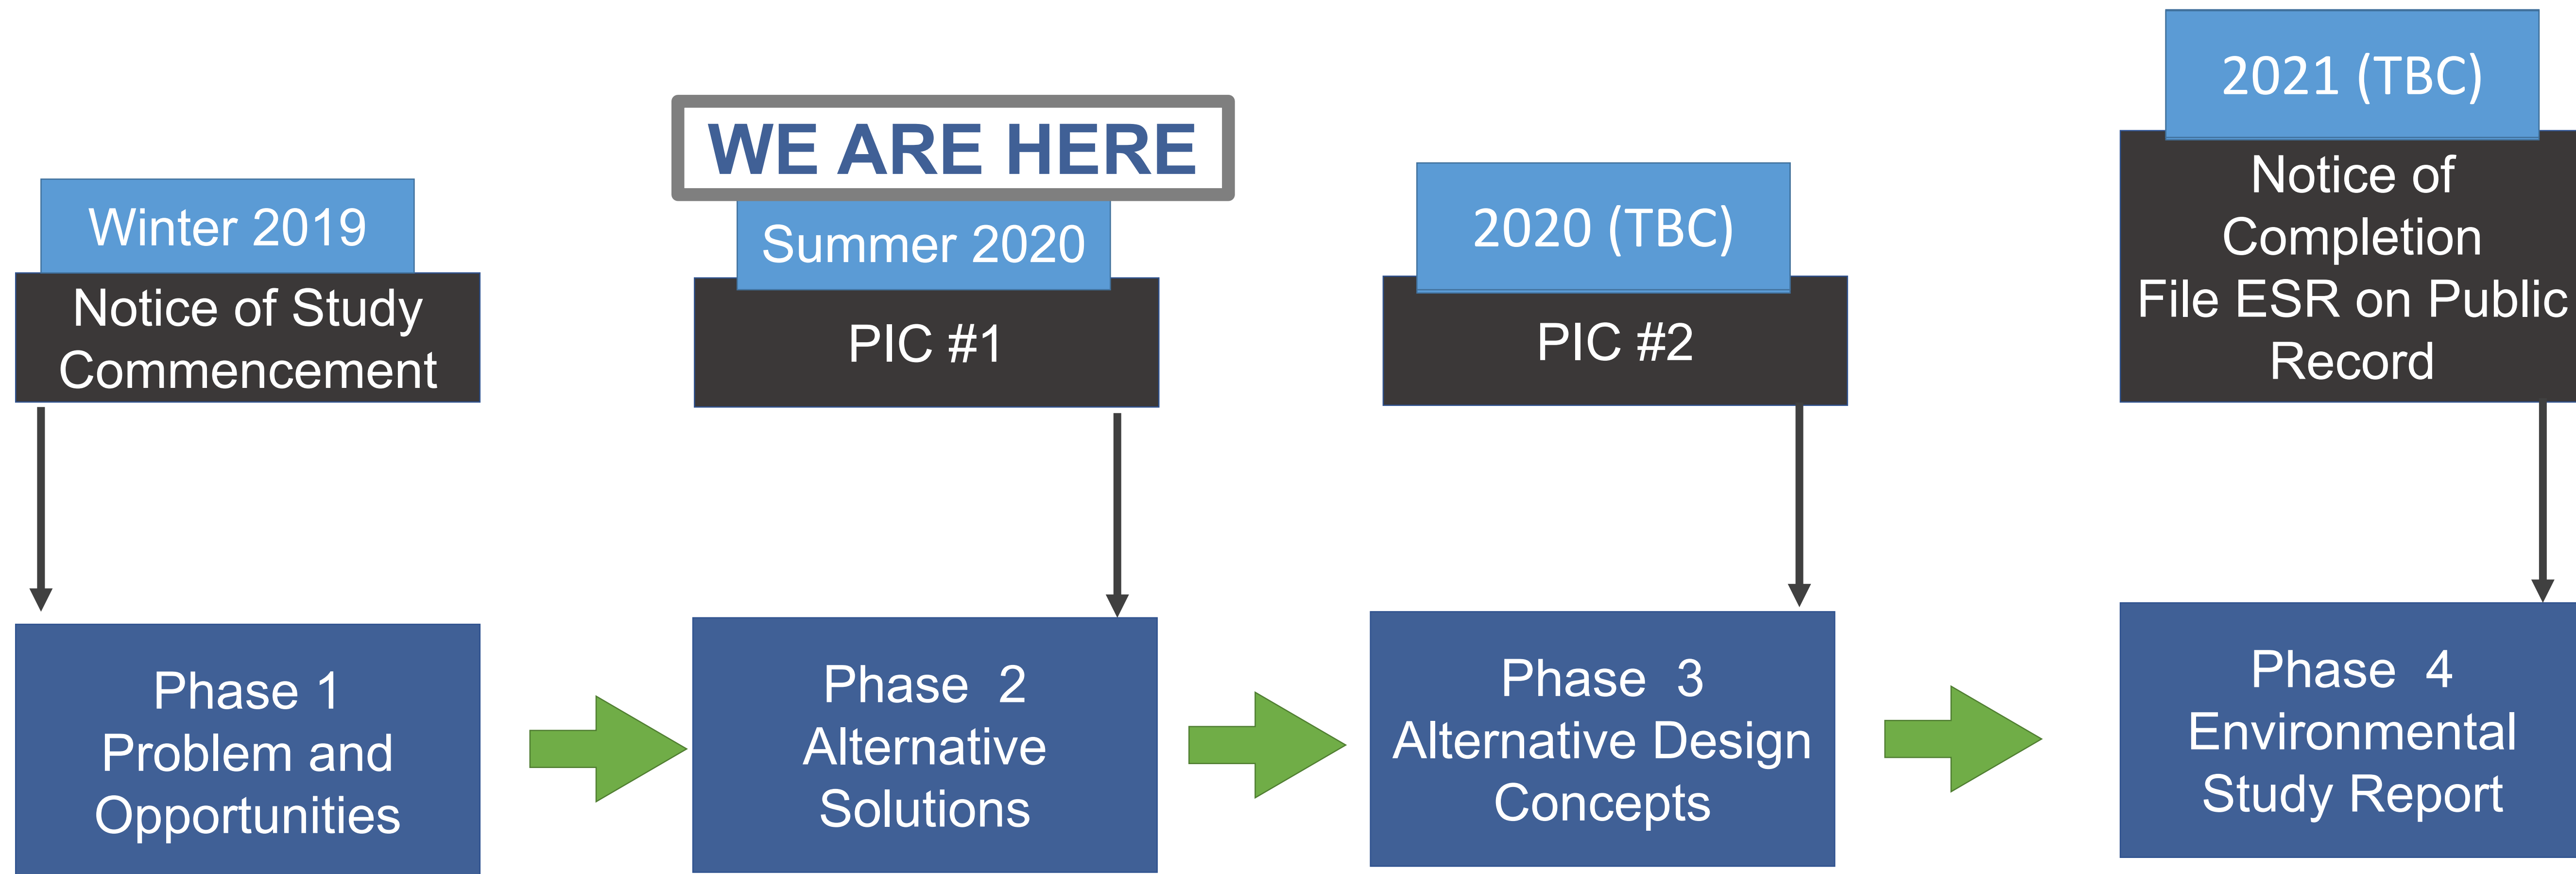 WE ARE HERE
Winter 2019
Notice of Study
Commencement
Summer 2020
PIC #1
2020 (TBC)
PIC #2
2021 (TBC)
Notice of
Completion
File ESR on Public
Record
Phase 1
Problem and
Opportunities
Phase 2
Alternative
Solutions
Phase 3
Alternative Design
Concepts
Phase 4
Environmental
Study Report